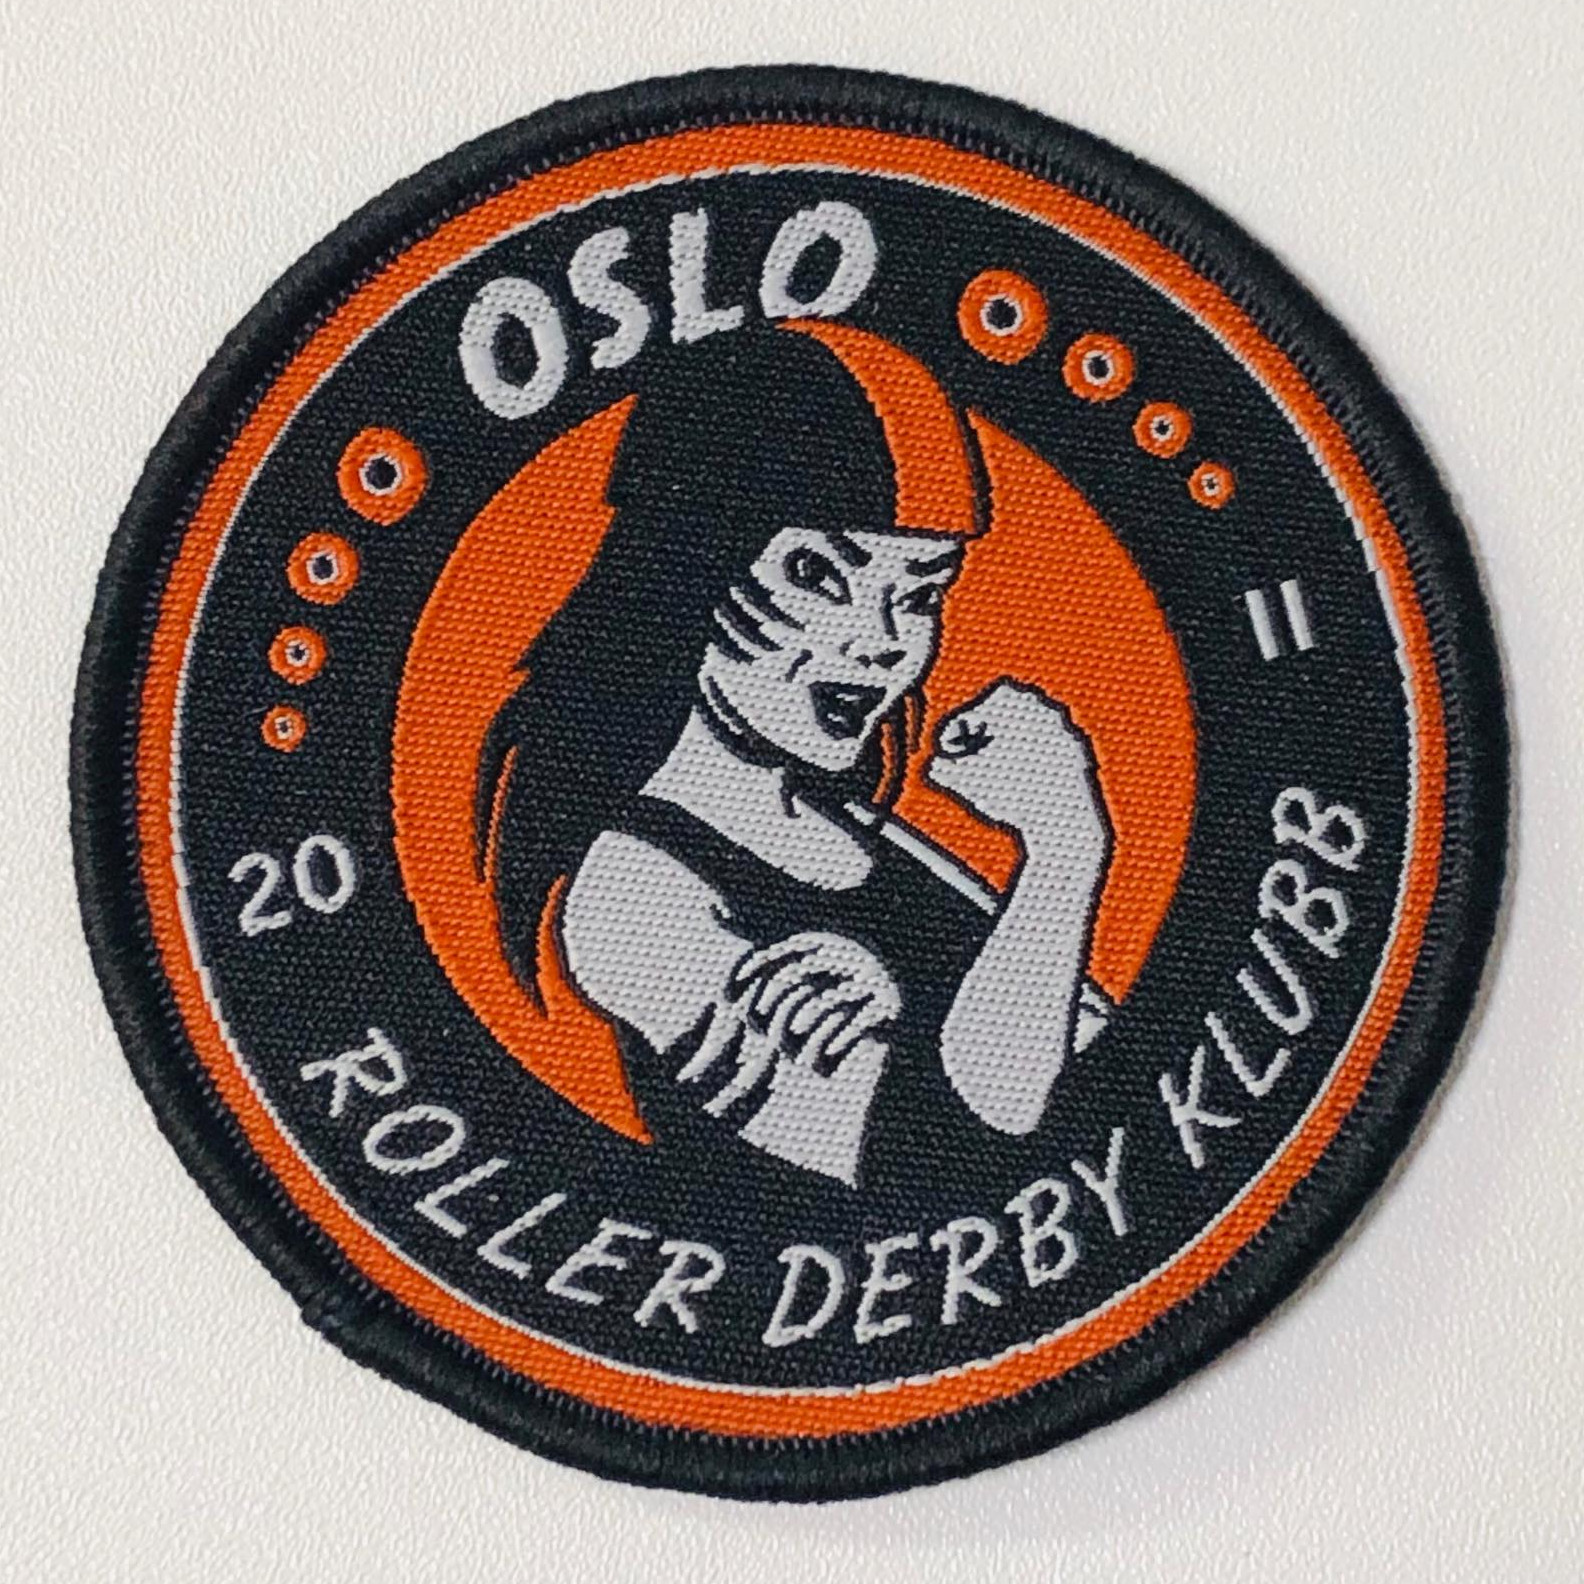 OSLO
20 11
ROLLER DERBY KLUBB